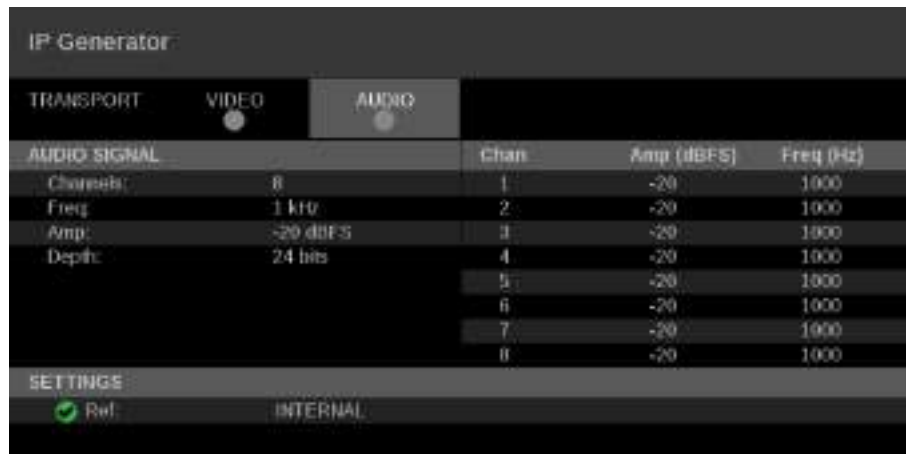 IP Generator
TRANSPORT VIDEO AUDIO
AUDIO SIGNAL Chan Amp (dBFS) Freq (Hz)
Channels: 8 1 -20 1000
Freq: 1 kHz 2 -20 1000
Amp: -20 dBFS 3 -20 1000
Depth: 24 bits 4 -20 1000
5 -20 1000
6 -20 1000
7 -20 1000
8 -20 1000
SETTINGS
Ref: INTERNAL